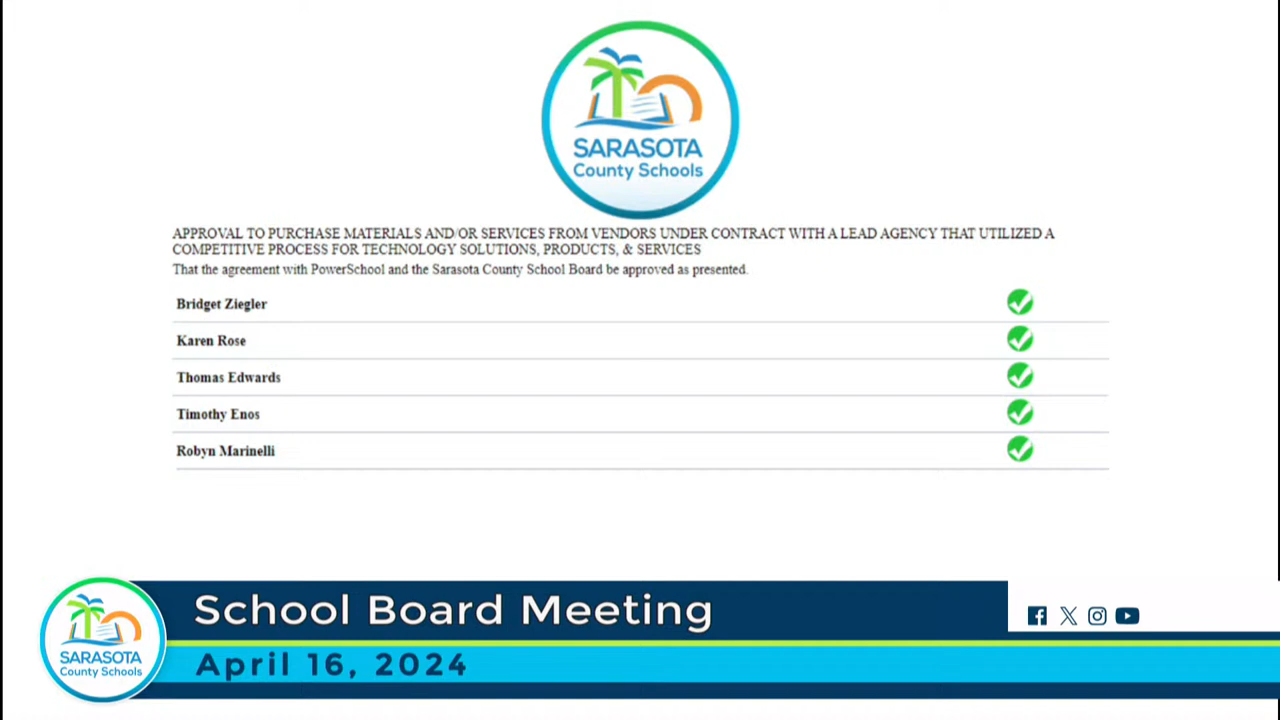 SARASOTA
County Schools
APPROVAL TO PURCHASE MATERIALS AND/OR SERVICES FROM VENDORS UNDER CONTRACT WITH A LEAD AGENCY THAT UTILIZED A
COMPETITIVE PROCESS FOR TECHNOLOGY SOLUTIONS, PRODUCTS, & SERVICES
That the agreement with PowerSchool and the Sarasota County School Board be approved as presented.
Bridget Ziegler
Karen Rose
Thomas Edwards
Timothy Enos
Robyn Marinelli
School Board Meeting
April 16, 2024
SARASOTA
County Schools